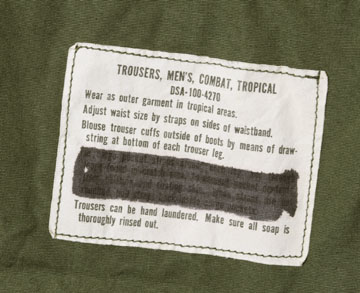 TROUSERS, MEN'S, COMBAT, TROPICAL
DSA-100-4270
Wear as outer garment in tropical areas.
Adjust waist size by straps on sides of waistband.
Blouse trouser cuffs outside of boots by means of draw-
string at bottom of each trouser leg.
Trousers can be hand laundered. Make sure all soap is
thoroughly rinsed out.